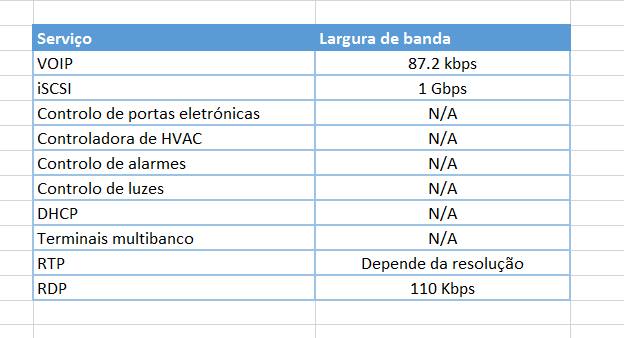 Serviço Largura de banda
VOIP 87.2 kbps
iSCSI 1 Gbps
Controlo de portas eletrónicas N/A
Controladora de HVAC N/A
Controlo de alarmes N/A
Controlo de luzes N/A
DHCP N/A
Terminais multibanco N/A
RTP Depende da resolução
RDP 110 Kbps